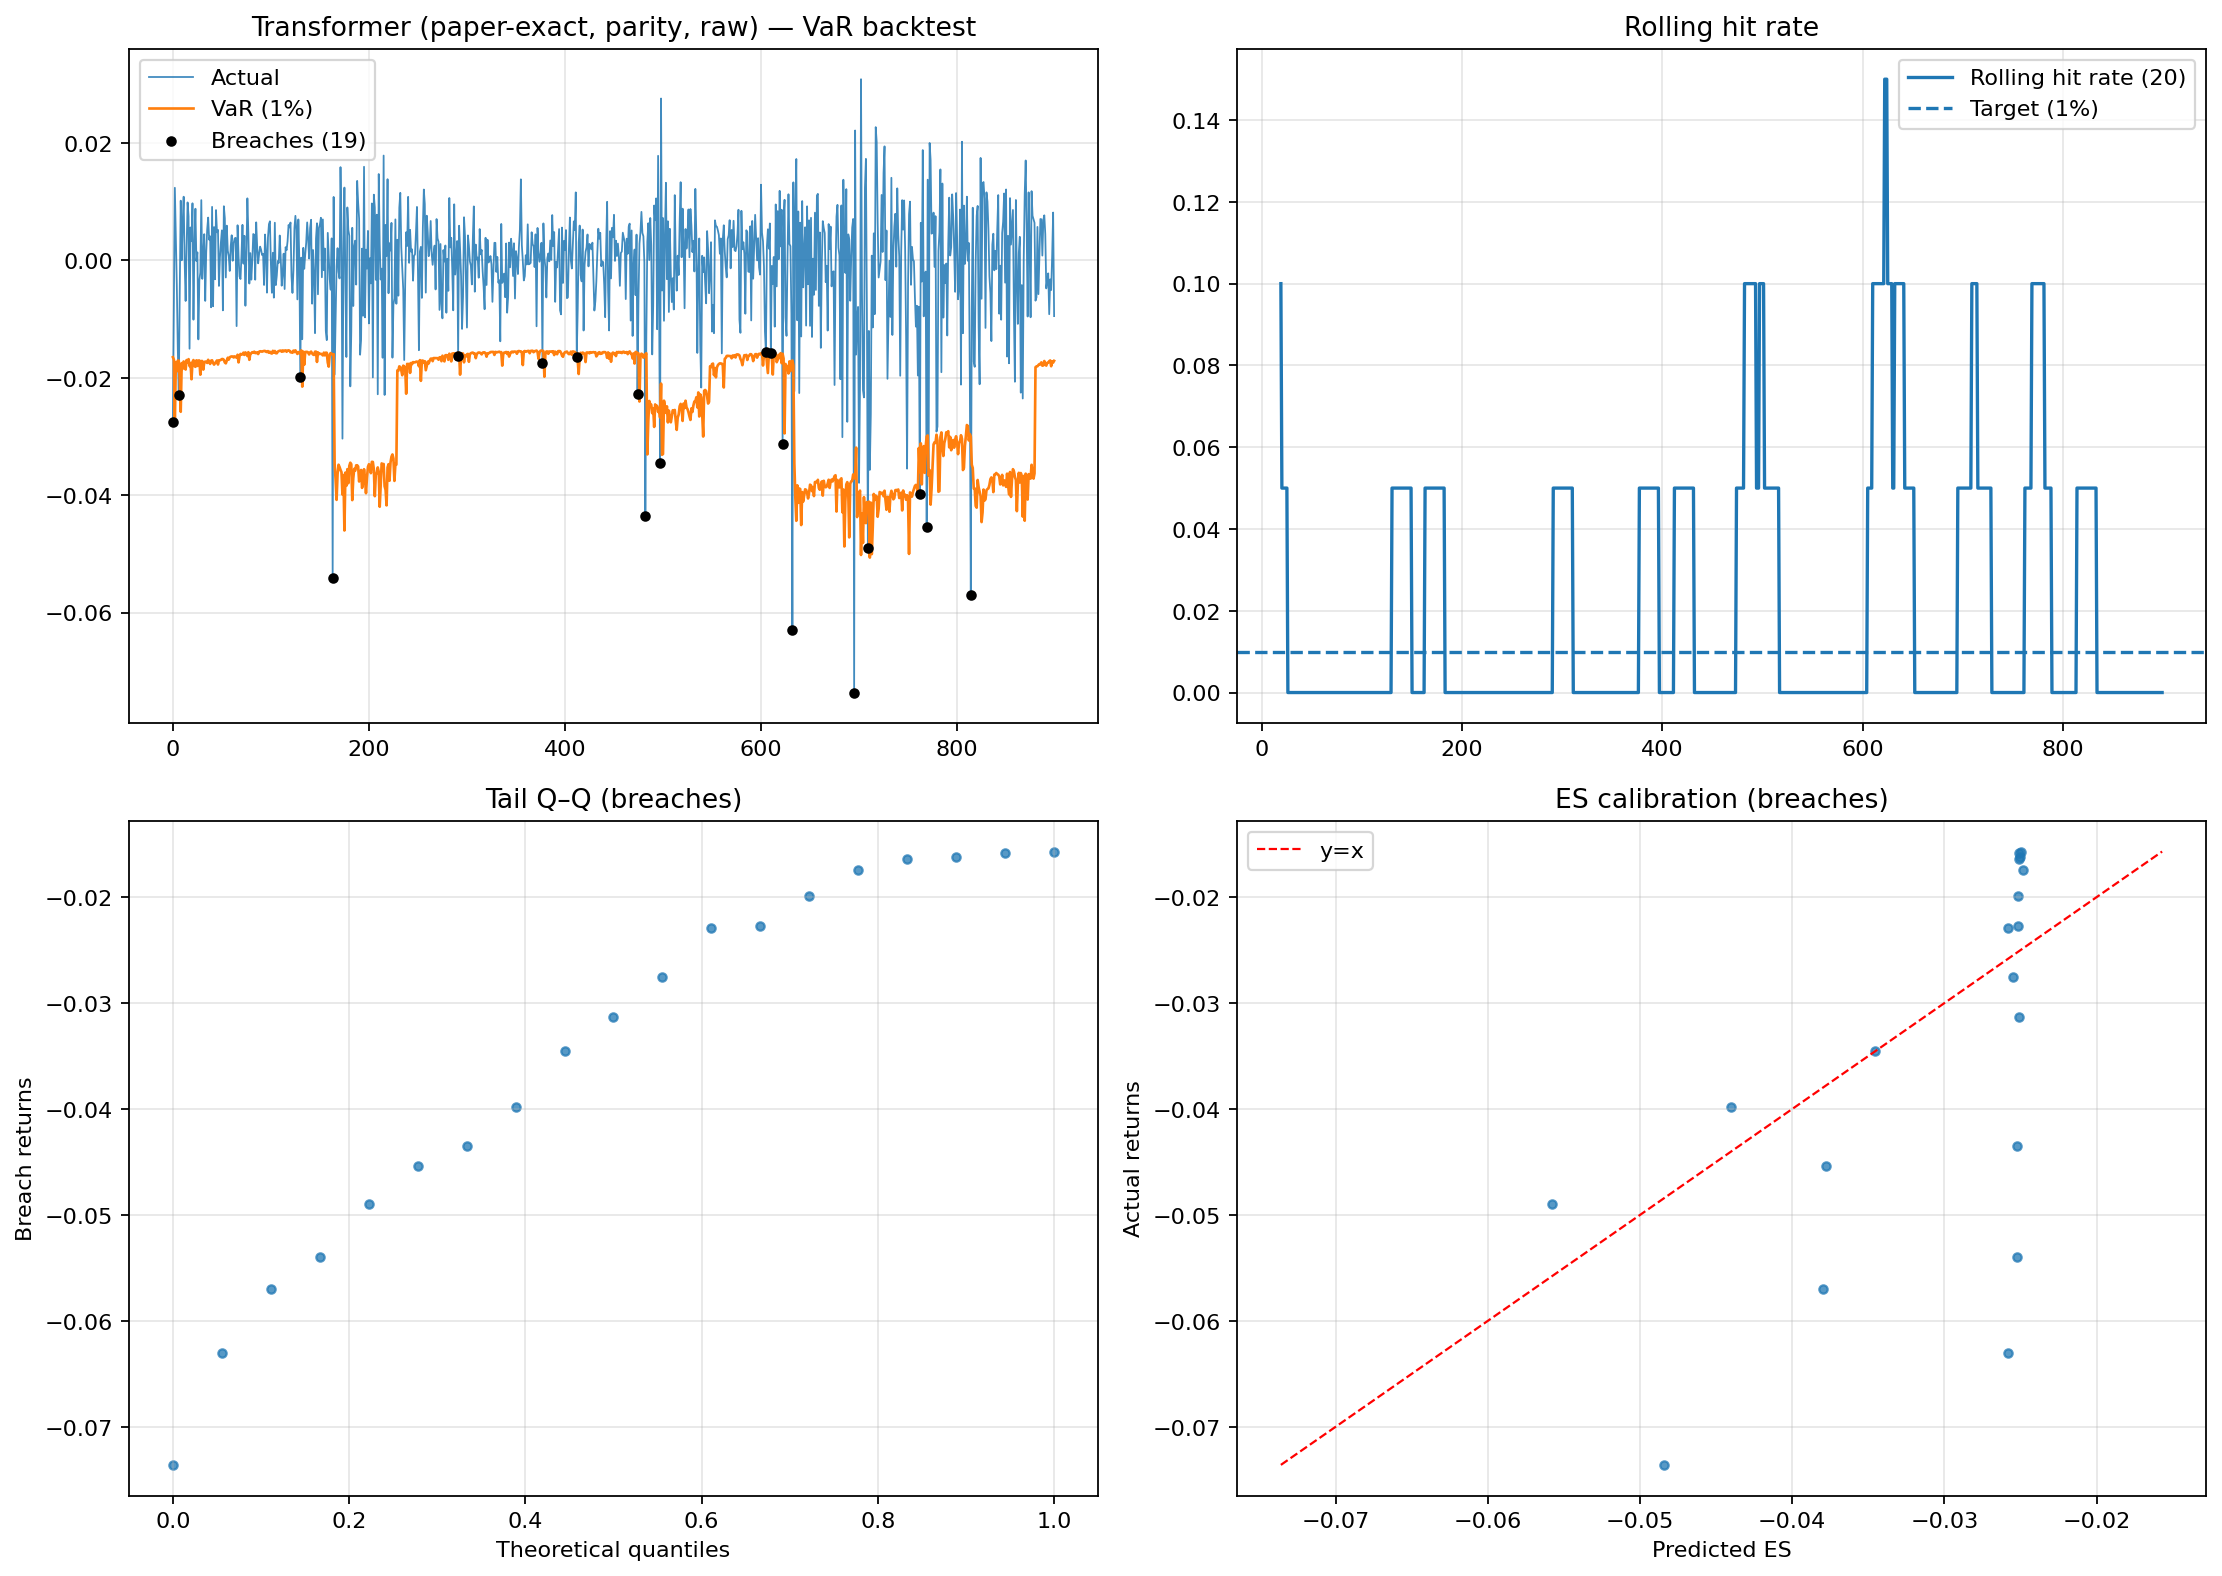 Transformer (paper-exact, parity, raw) — VaR backtest
Actual
VaR (1%)
Breaches (19)
0.02
0.00
−0.02
−0.04
−0.06
0 200 400 600 800
Rolling hit rate
Rolling hit rate (20)
Target (1%)
0.14
0.12
0.10
0.08
0.06
0.04
0.02
0.00
0 200 400 600 800
Tail Q–Q (breaches)
Breach returns
−0.02
−0.03
−0.04
−0.05
−0.06
−0.07
0.0 0.2 0.4 0.6 0.8 1.0
Theoretical quantiles
ES calibration (breaches)
y=x
Actual returns
−0.02
−0.03
−0.04
−0.05
−0.06
−0.07
−0.07 −0.06 −0.05 −0.04 −0.03 −0.02
Predicted ES